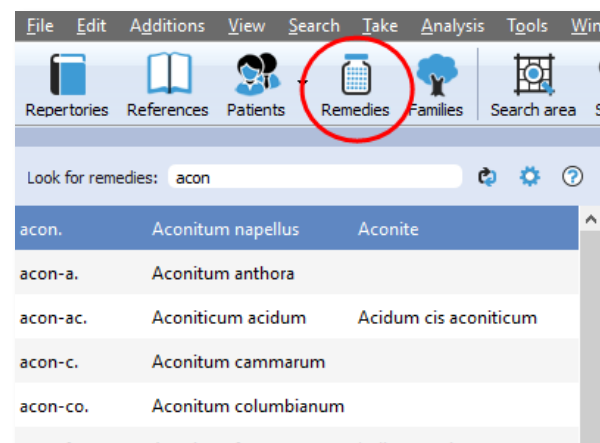 File Edit Additions View Search Take Analysis Tools
Repertories References Patients Remedies Families Search area
Look for remedies: acon
acon. Aconitum napellus Aconite
acon-a. Aconitum anthora
acon-ac. Aconiticum acidum Acidum cis aconiticum
acon-c. Aconitum cammarum
acon-co. Aconitum columbianum